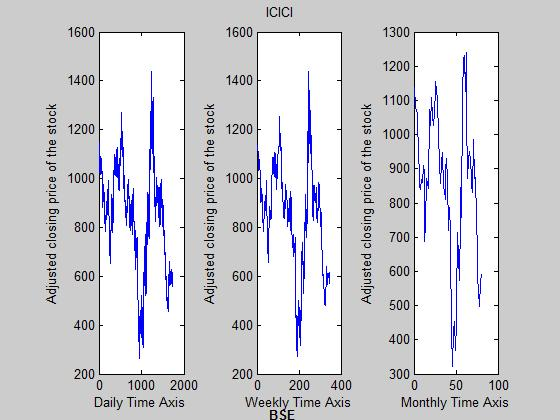 ICICI
Adjusted closing price of the stock
1600
1400
1200
1000
800
600
400
200
0 1000 2000
Daily Time Axis
Adjusted closing price of the stock
1600
1400
1200
1000
800
600
400
200
0 200 400
Weekly Time Axis
Adjusted closing price of the stock
1300
1200
1100
1000
900
800
700
600
500
400
300
0 50 100
Monthly Time Axis
BSE